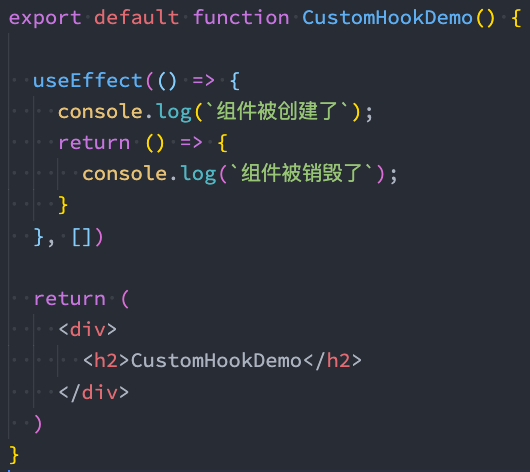 export default function CustomHookDemo() {
  useEffect(() => {
    console.log(`组件被创建了`);
    return () => {
      console.log(`组件被销毁了`);
    }
  }, [])
  return (
    <div>
      <h2>CustomHookDemo</h2>
    </div>
  )
}